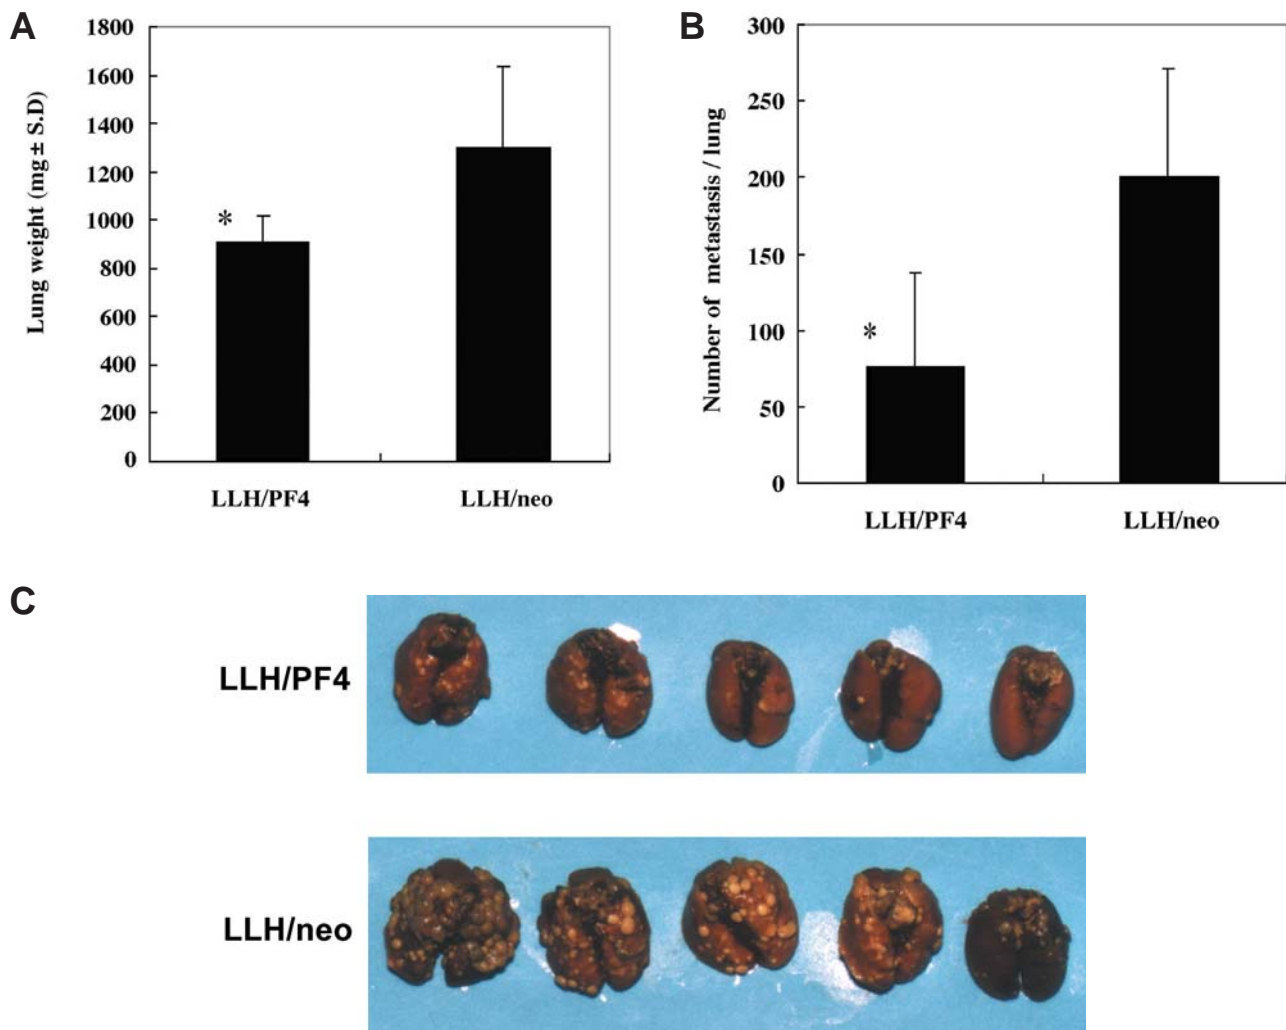 A
Lung weight (mg ± S.D)
1800
1600
1400
1200
1000
800
600
400
200
0
*
LLH/PF4
LLH/neo
B
Number of metastasis / lung
300
250
200
150
100
50
0
*
LLH/PF4
LLH/neo
C
LLH/PF4
LLH/neo